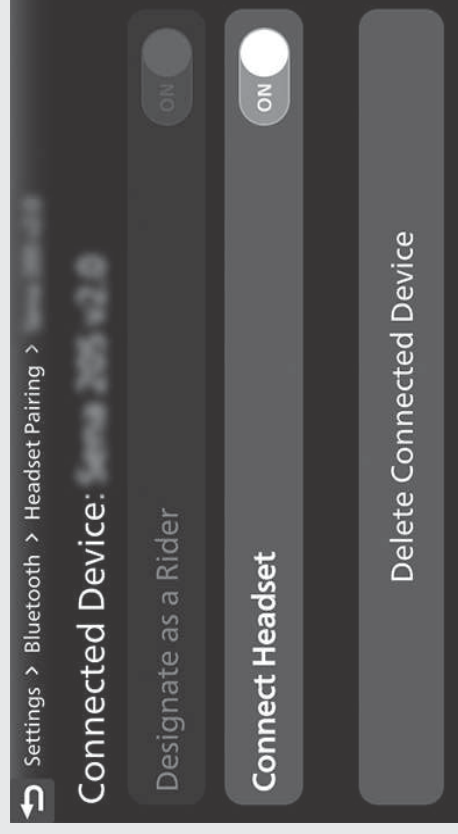 Settings > Bluetooth > Headset Pairing >
Connected Device:
Designate as a Rider
ON
Connect Headset
ON
Delete Connected Device